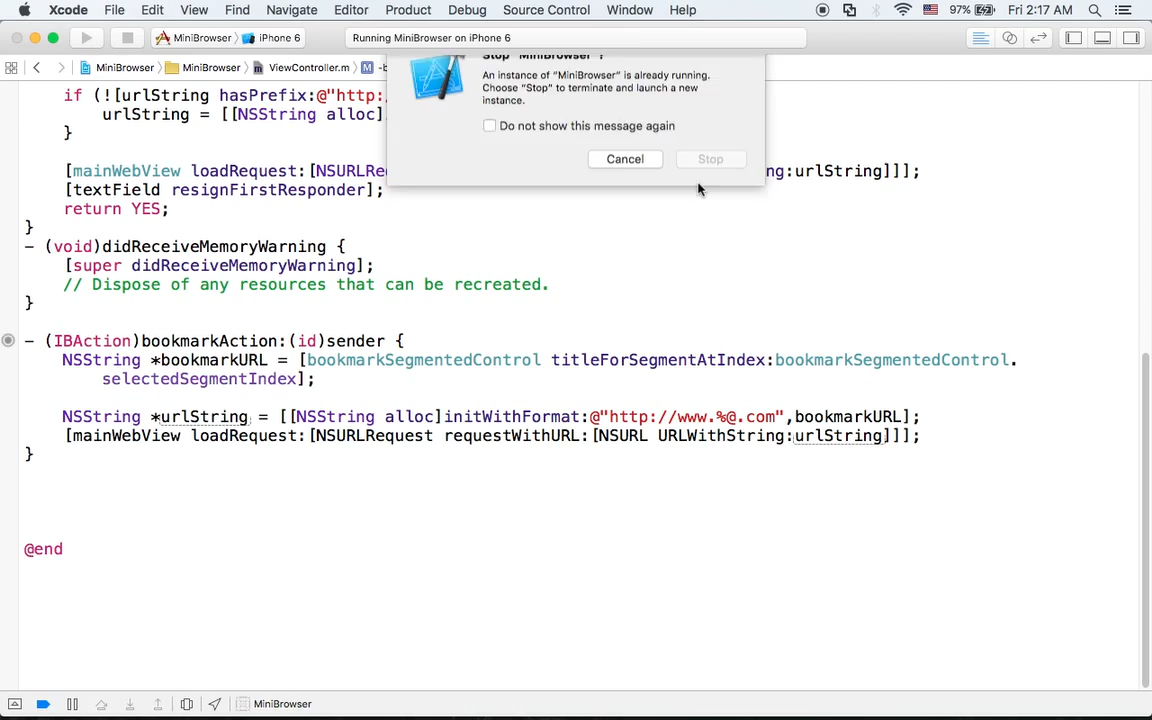 Xcode File Edit View Find Navigate Editor Product Debug Source Control Window Help 97% Fri 2:17 AM
MiniBrowser iPhone 6 Running MiniBrowser on iPhone 6
MiniBrowser MiniBrowser ViewController.m M
Stop "MiniBrowser"?
An instance of "MiniBrowser" is already running.
Choose "Stop" to terminate and launch a new
instance.
Do not show this message again
Cancel Stop
if (![urlString hasPrefix:@"http:
urlString = [[NSString alloc]
}
[mainWebView loadRequest:[NSURLRe ng:urlString]]];
[textField resignFirstResponder];
return YES;
}
- (void)didReceiveMemoryWarning {
[super didReceiveMemoryWarning];
// Dispose of any resources that can be recreated.
}
- (IBAction)bookmarkAction:(id)sender {
NSString *bookmarkURL = [bookmarkSegmentedControl titleForSegmentAtIndex:bookmarkSegmentedControl.
selectedSegmentIndex];
NSString *urlString = [[NSString alloc]initWithFormat:@"http://www.%@.com",bookmarkURL];
[mainWebView loadRequest:[NSURLRequest requestWithURL:[NSURL URLWithString:urlString]]];
}
@end
MiniBrowser